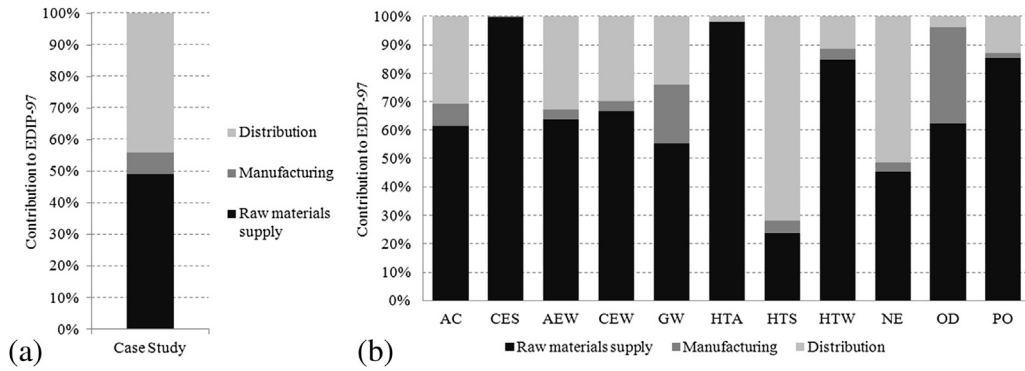 Contribution to EDIP-97
100%
90%
80%
70%
60%
50%
40%
30%
20%
10%
0%
Case Study
(a)
Distribution
Manufacturing
Raw materials
supply
Contribution to EDIP-97
100%
90%
80%
70%
60%
50%
40%
30%
20%
10%
0%
AC CES AEW CEW GW HTA HTS HTW NE OD PO
(b)
Raw materials supply Manufacturing Distribution